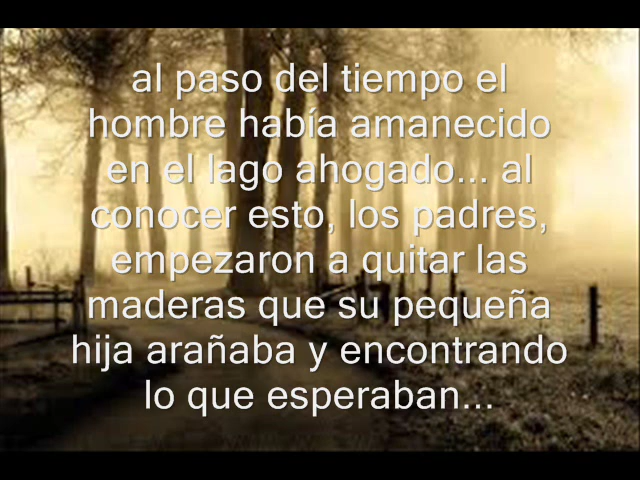 al paso del tiempo el
hombre había amanecido
en el lago ahogado... al
conocer esto, los padres,
empezaron a quitar las
maderas que su pequeña
hija arañaba y encontrando
lo que esperaban...